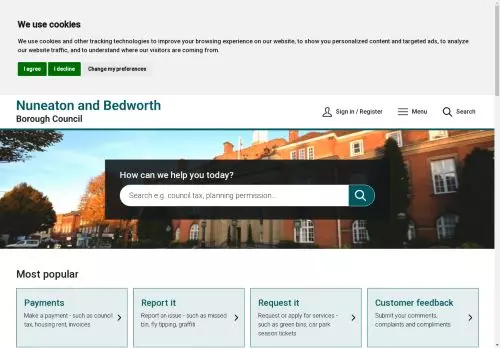 We use cookies
We use cookies and other tracking technologies to improve your browsing experience on our website, to show you personalized content and targeted ads, to analyze
our website traffic, and to understand where our visitors are coming from.
I agree I decline Change my preferences
Nuneaton and Bedworth
Borough Council
Sign in / Register Menu Search
How can we help you today?
Search e.g. council tax, planning permission...
Most popular
Payments
Make a payment - such as council
tax, housing rent, invoices
Report it
Report an issue - such as missed
bin, fly tipping, graffiti
Request it
Request or apply for services -
such as green bins, car park
season tickets
Customer feedback
Submit your comments,
complaints and compliments